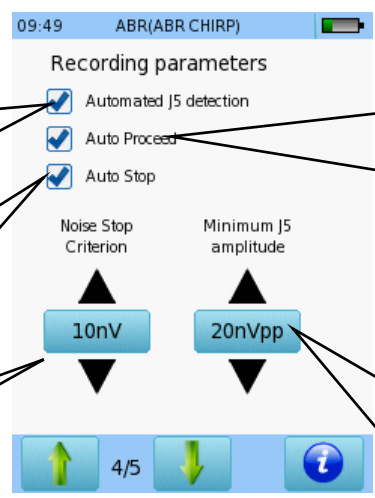 09:49 ABR(ABR CHIRP)
Recording parameters
Automated J5 detection
Auto Proceed
Auto Stop
Noise Stop Criterion
Minimum J5 amplitude
10nV 20nVpp
4/5
i